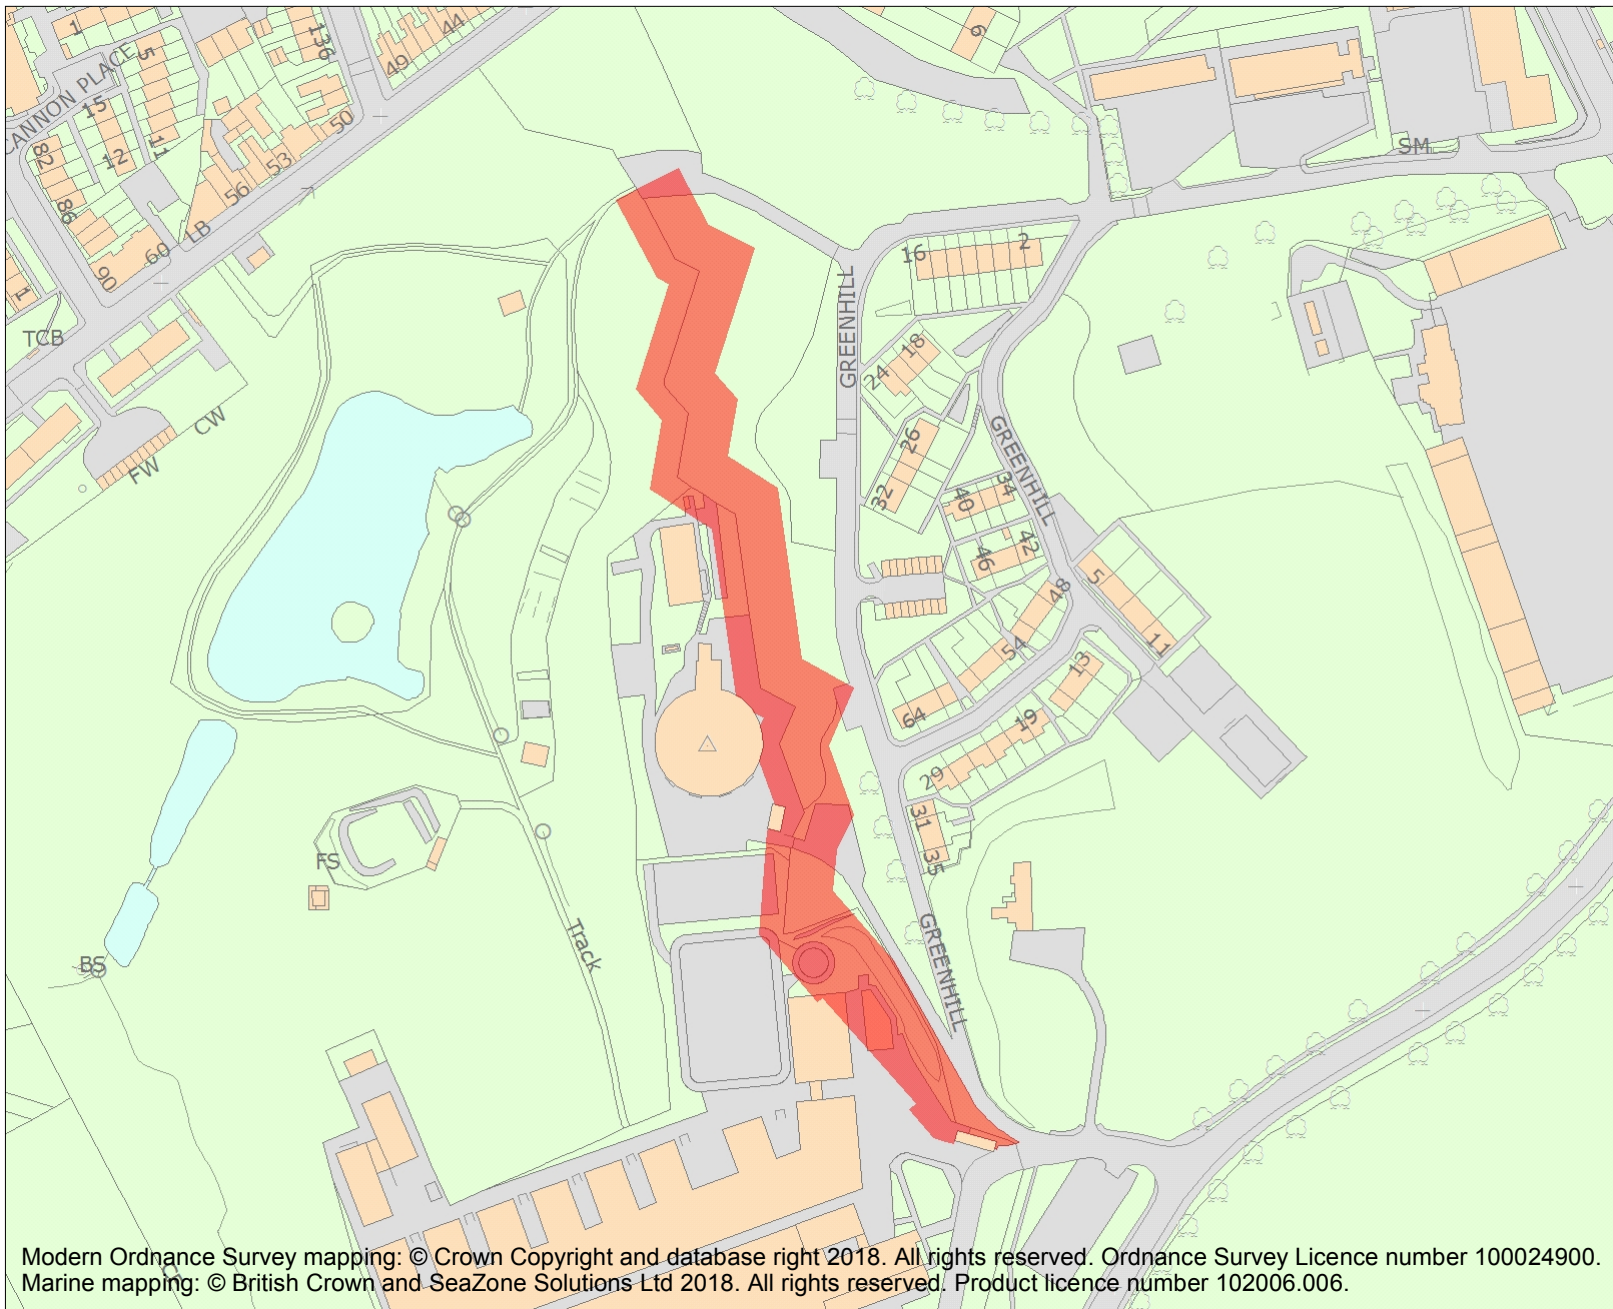 1
5
136
44
49
6
CANNON PLACE
15
11
50
82
12
53
SM
56
86
LB
60
90
16
2
1
GREENHILL
TCB
18
24
CW
26
GREENHILL
FW
32
40
34
46
42
5
48
11
54
13
64
19
29
31
FS
35
Track
GREENHILL
BS
CF
Modern Ordnance Survey mapping: © Crown Copyright and database right 2018. All rights reserved. Ordnance Survey Licence number 100024900.
Marine mapping: © British Crown and SeaZone Solutions Ltd 2018. All rights reserved. Product licence number 102006.006.